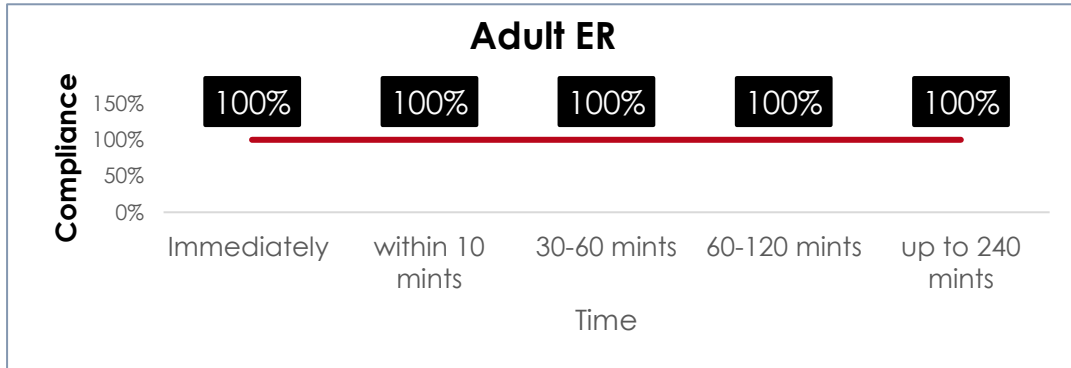 Adult ER
Compliance
150%
100%
50%
0%
100% 100% 100% 100% 100%
Immediately within 10 mints 30-60 mints 60-120 mints up to 240 mints
Time